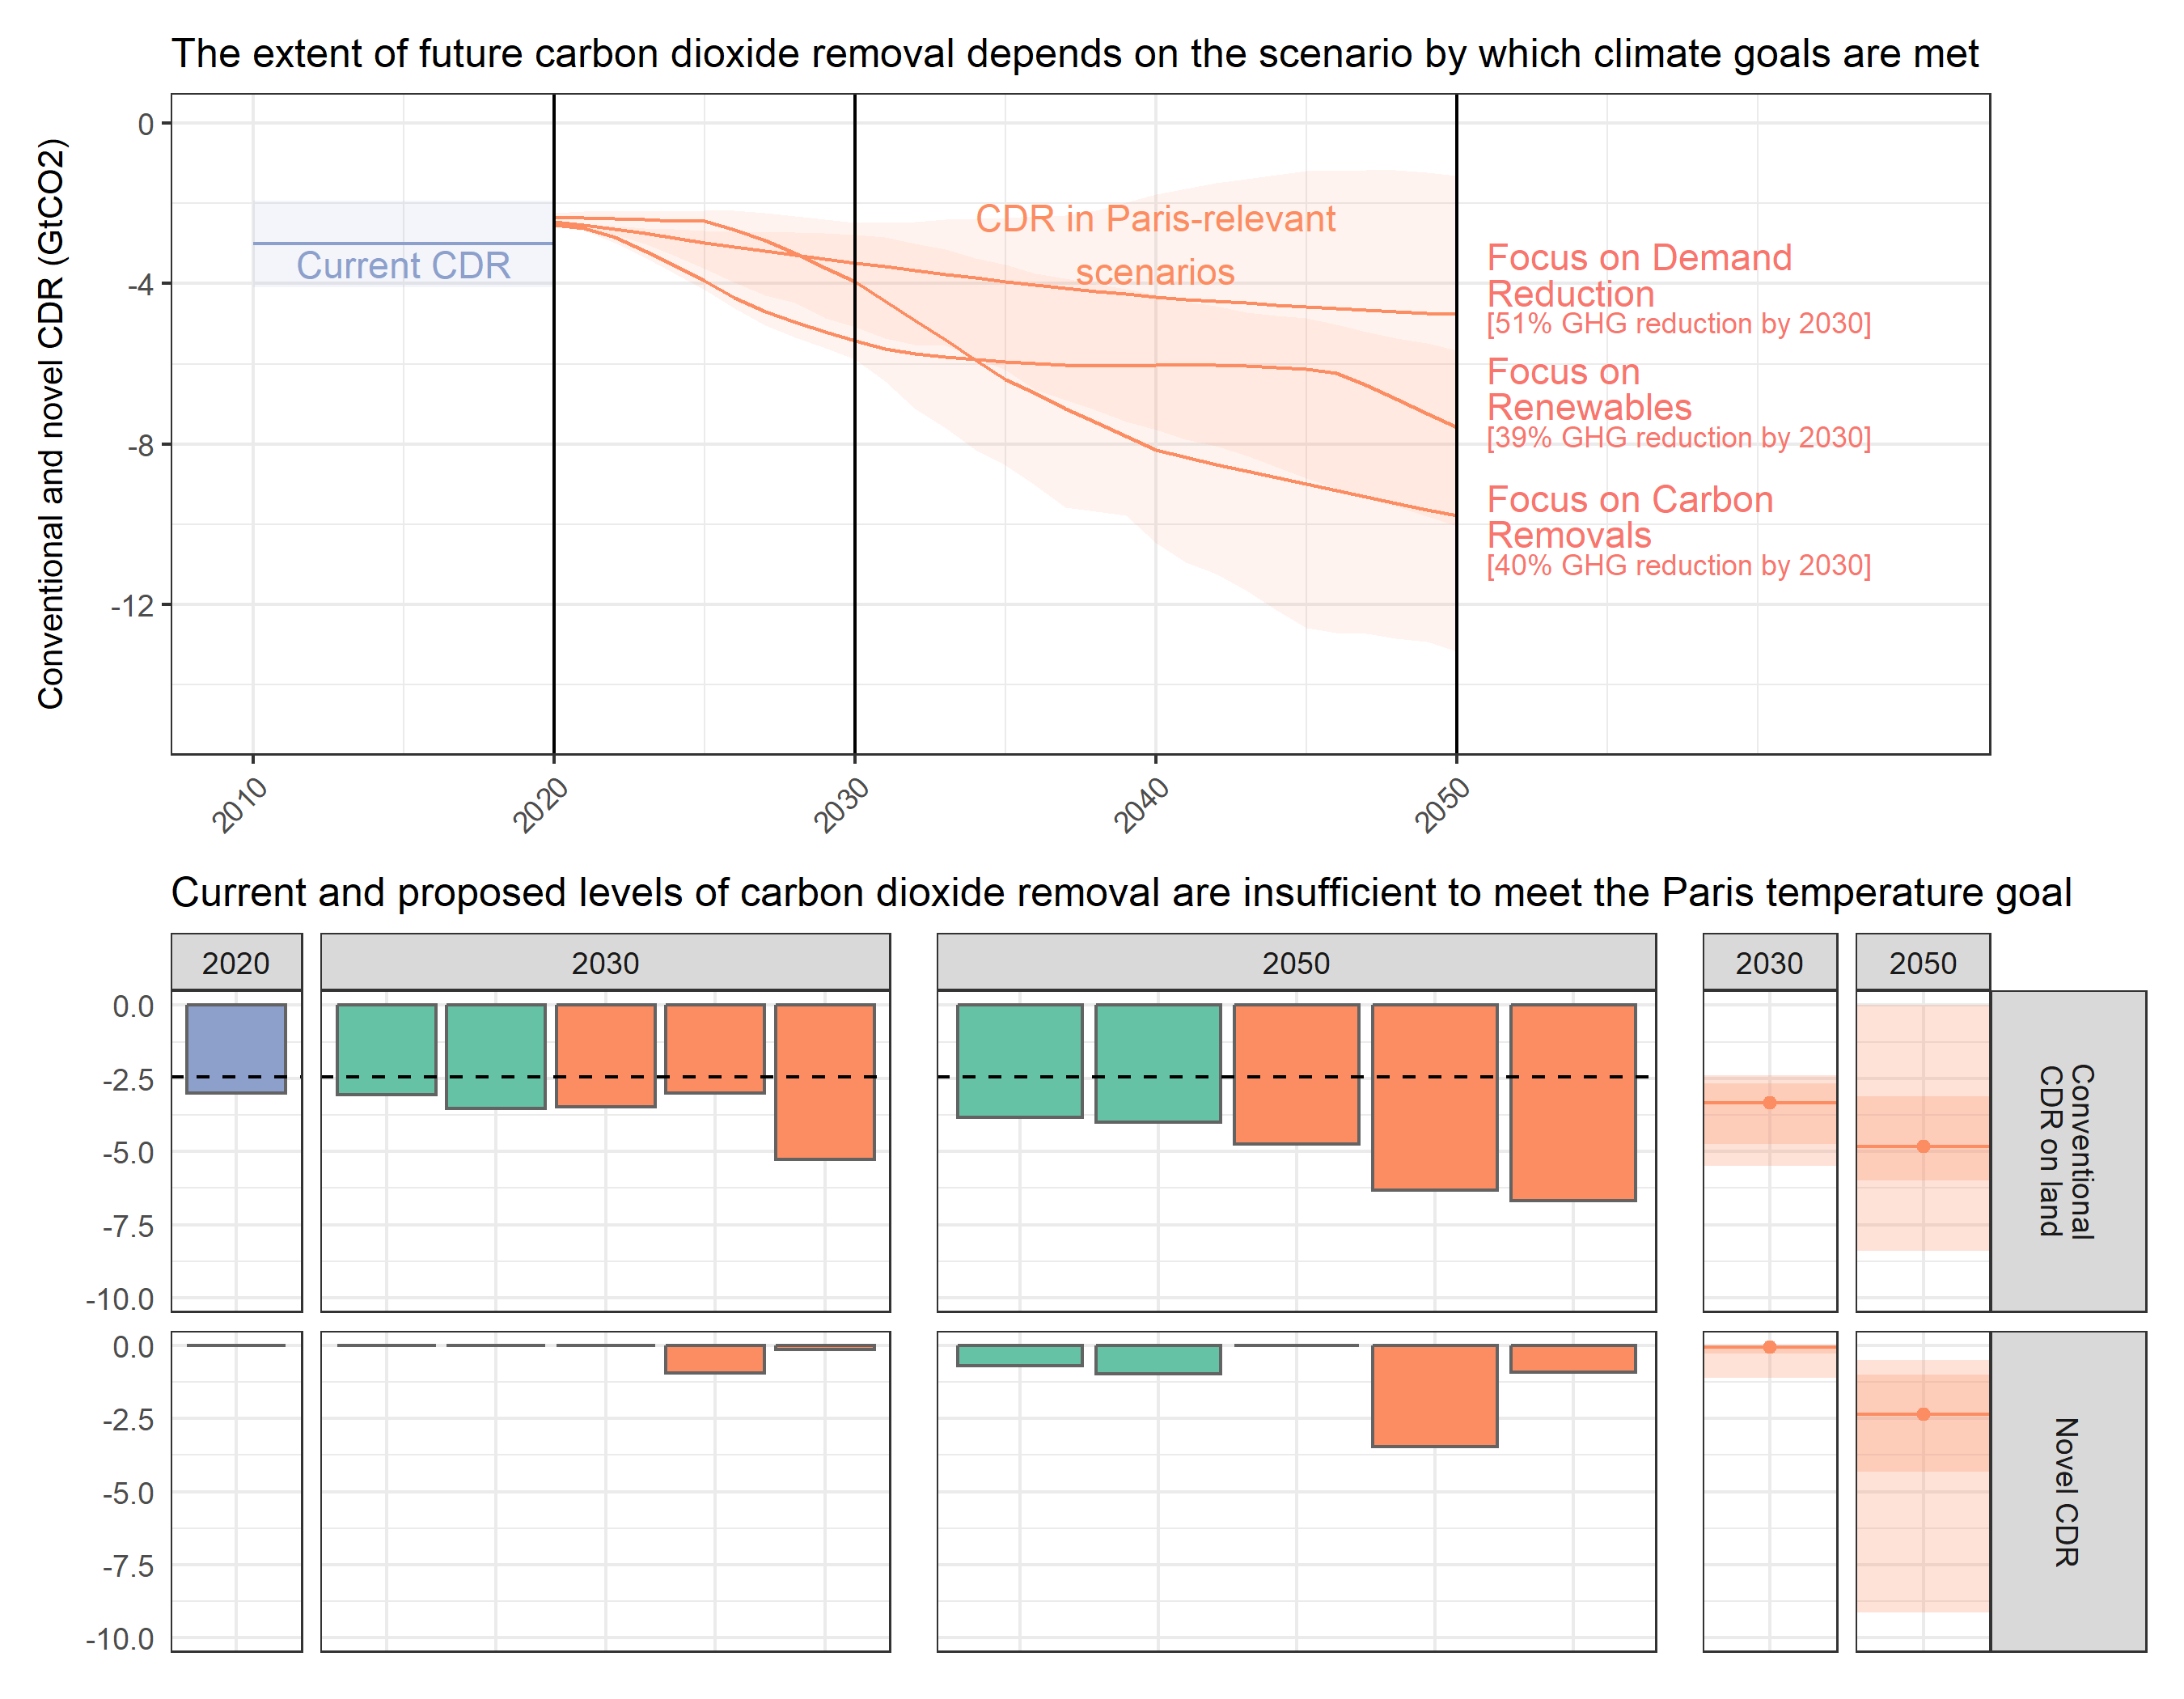 The extent of future carbon dioxide removal depends on the scenario by which climate goals are met
Conventional and novel CDR (GtCO2)
0
-4
-8
-12
Current CDR
CDR in Paris-relevant
scenarios
Focus on Demand
Reduction
[51% GHG reduction by 2030]
Focus on
Renewables
[39% GHG reduction by 2030]
Focus on Carbon
Removals
[40% GHG reduction by 2030]
2010
2020
2030
2040
2050
Current and proposed levels of carbon dioxide removal are insufficient to meet the Paris temperature goal
2020
2030
2050
2030
2050
0.0
-2.5
-5.0
-7.5
-10.0
Conventional
CDR on land
0.0
-2.5
-5.0
-7.5
-10.0
Novel CDR